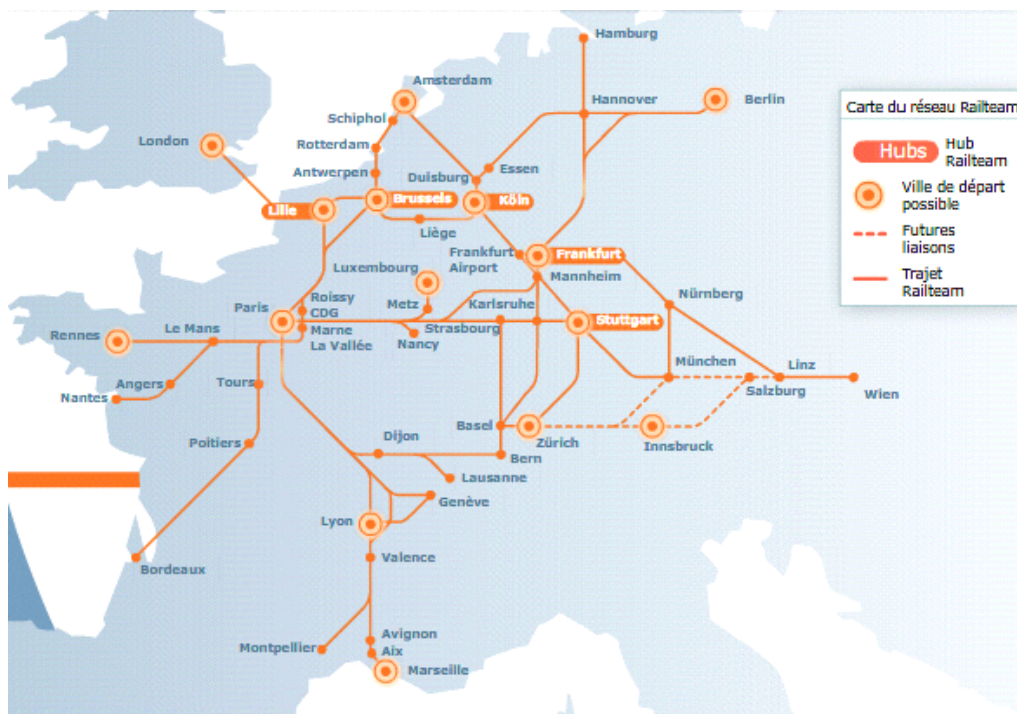 Hamburg
Amsterdam
Hannover
Berlin
Schiphol
London
Rotterdam
Antwerpen
Duisburg
Essen
Lille
Brussels
Köln
Liège
Frankfurt
Airport
Frankfurt
Luxembourg
Mannheim
Metz
Karlsruhe
Nürnberg
Paris
Roissy
CDG
Marne
La Vallée
Strasbourg
Nancy
Stuttgart
Rennes
Le Mans
München
Linz
Angers
Tours
Salzburg
Wien
Nantes
Basel
Zürich
Innsbruck
Poitiers
Dijon
Bern
Lausanne
Genève
Lyon
Valence
Bordeaux
Avignon
Aix
Montpellier
Marseille
Carte du réseau Railteam
Hubs
Hub
Railteam
Ville de départ
possible
Futures
liaisons
Trajet
Railteam